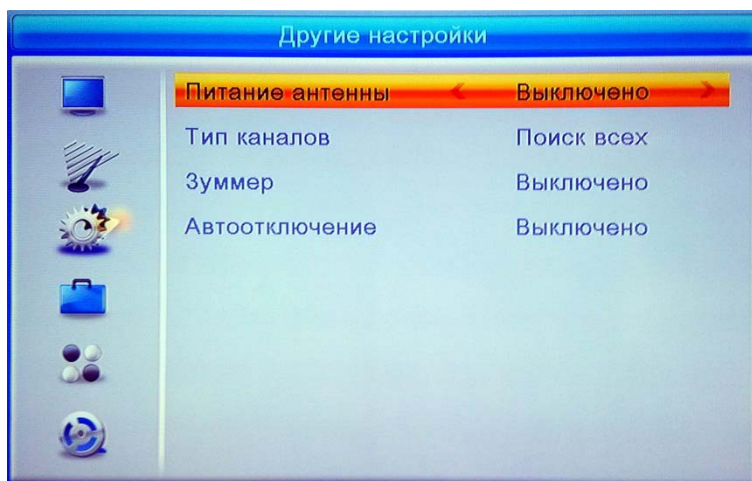 Другие настройки
Питание антенны Выключено
Тип каналов Поиск всех
Зуммер Выключено
Автоотключение Выключено